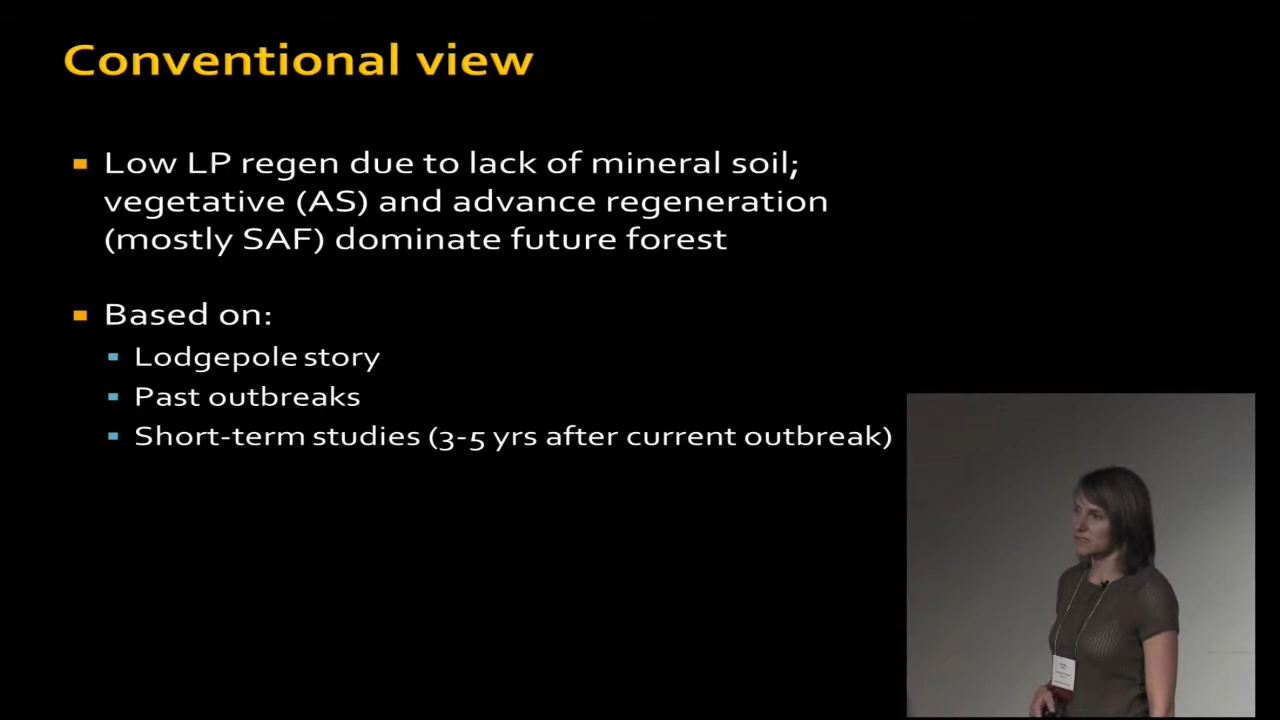 Conventional view
Low LP regen due to lack of mineral soil;
vegetative (AS) and advance regeneration
(mostly SAF) dominate future forest
Based on:
Lodgepole story
Past outbreaks
Short-term studies (3-5 yrs after current outbreak)